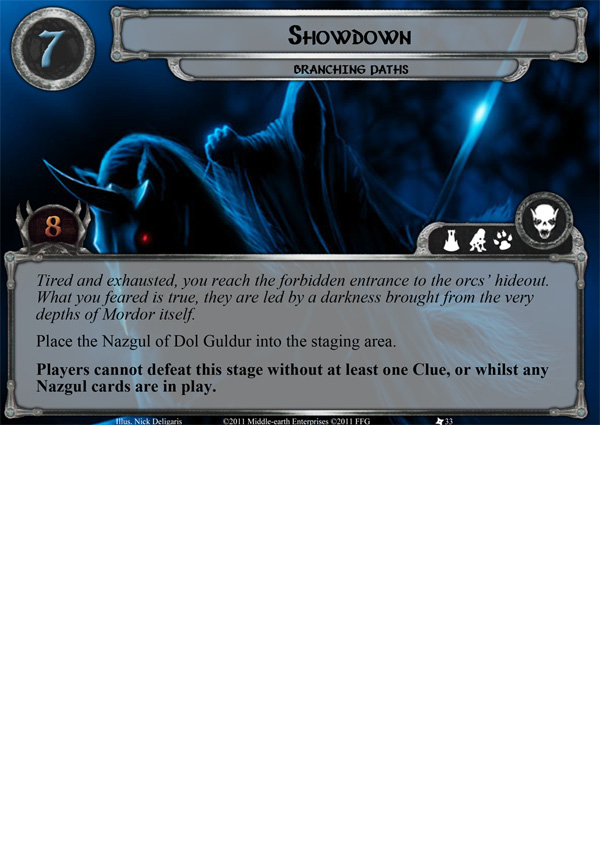 7
SHOWDOWN
BRANCHING PATHS
8
Tired and exhausted, you reach the forbidden entrance to the orcs' hideout.
What you feared is true, they are led by a darkness brought from the very
depths of Mordor itself.
Place the Nazgul of Dol Guldur into the staging area.
Players cannot defeat this stage without at least one Clue, or whilst any
Nazgul cards are in play.
Illus. Nick Deligaris ©2011 Middle-earth Enterprises ©2011 FFG 33